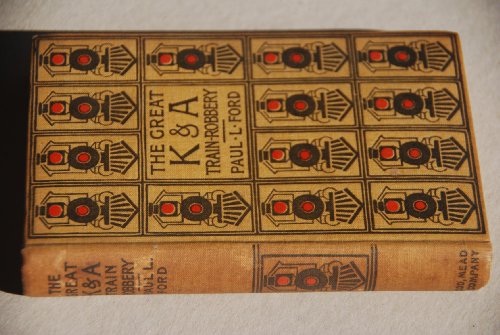 THE GREAT
K & A
TRAIN-ROBBERY
PAUL·L·FORD
THE
GREAT
K & A
TRAIN
ROBBERY
PAUL L.
FORD
MEAD
COMPANY